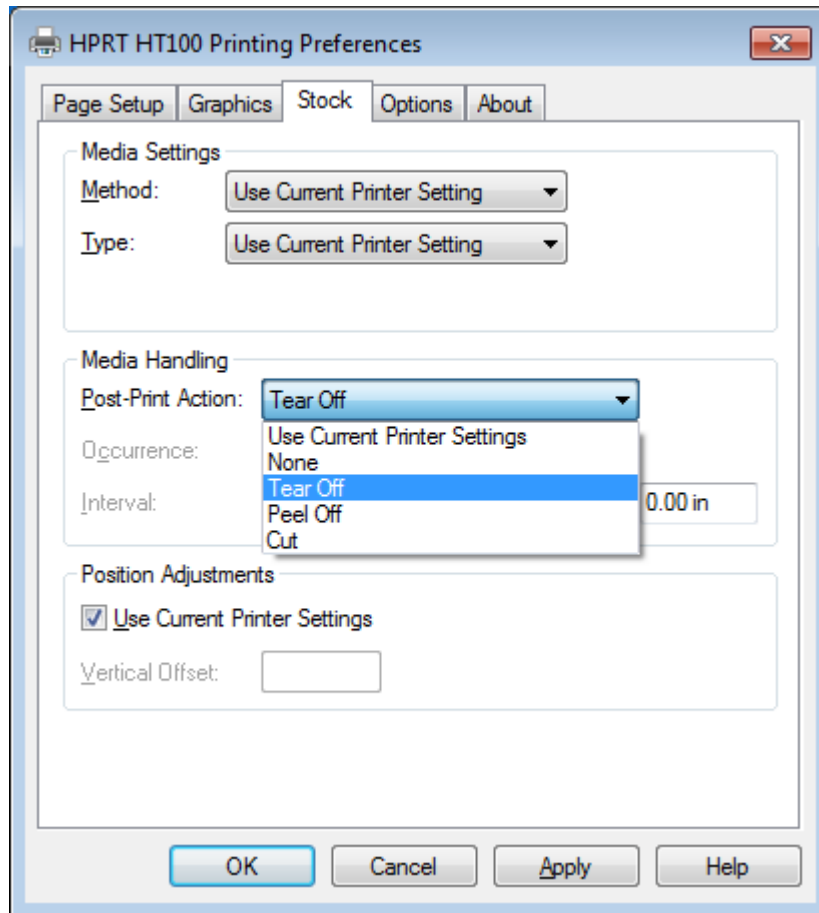 HPRT HT100 Printing Preferences
Page Setup Graphics Stock Options About
Media Settings
Method: Use Current Printer Setting
Type: Use Current Printer Setting
Media Handling
Post-Print Action: Tear Off
Use Current Printer Settings
Occurrence:
None
Tear Off
Interval: 0.00 in
Peel Off
Cut
Position Adjustments
Use Current Printer Settings
Vertical Offset:
OK Cancel Apply Help